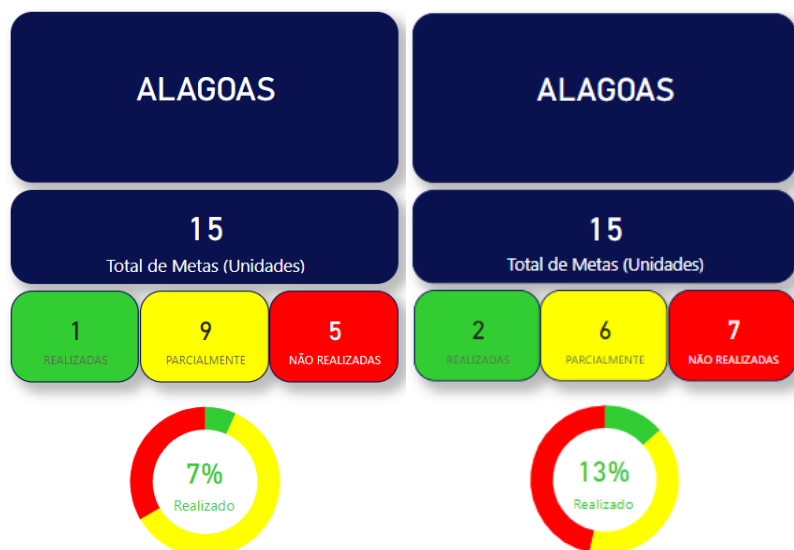 ALAGOAS
15
Total de Metas (Unidades)
1
REALIZADAS
9
PARCIALMENTE
5
NÃO REALIZADAS
7%
Realizado
ALAGOAS
15
Total de Metas (Unidades)
2
REALIZADAS
6
PARCIALMENTE
7
NÃO REALIZADAS
13%
Realizado